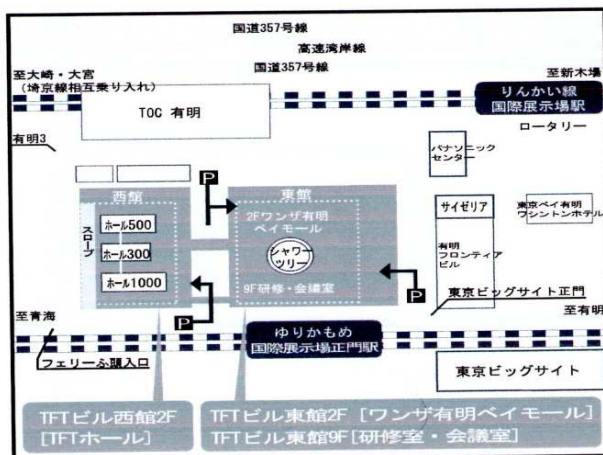 国道357号線
高速湾岸線
国道357号線
至大崎・大宮
(埼京線相互乗り入れ)
至新木場
りんかい線
国際展示場駅
TOC 有明
ロータリー
有明3
パナソニック
センター
P
西館
東館
スロープ
ホール500
ホール300
ホール1000
2Fワンザ有明
ベイモール
シャワー
ツリー
9F研修・会議室
サイゼリア
東京ベイ有明
ワシントンホテル
有明
フロンティア
ビル
P
P
東京ビッグサイト正門
至青海
至有明
ゆりかもめ
国際展示場正門駅
フェリーふ頭入口
東京ビッグサイト
TFTビル西館2F
[TFTホール]
TFTビル東館2F [ワンザ有明ベイモール]
TFTビル東館9F[研修室・会議室]